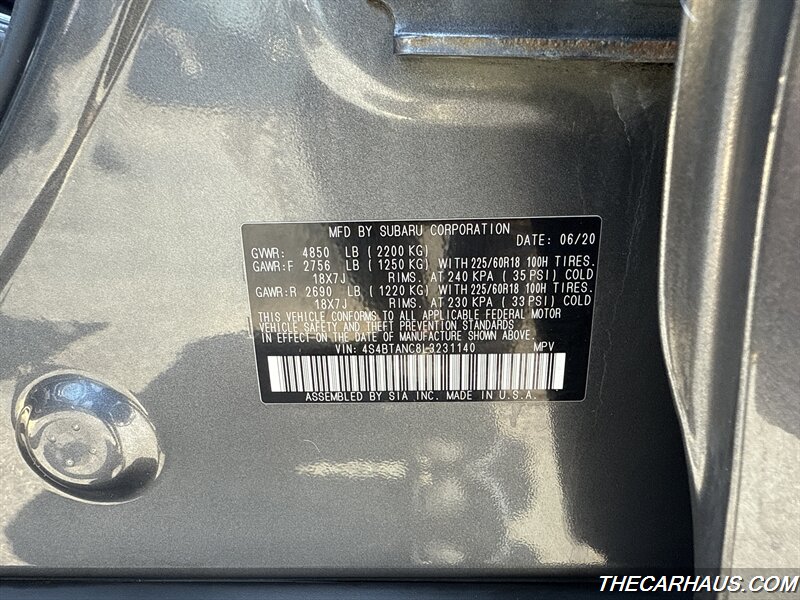 MFD BY SUBARU CORPORATION
DATE: 06/20
GVWR: 4850 LB (2200 KG)
GAWR:F 2756 LB (1250 KG) WITH 225/60R18 100H TIRES.
18X7J RIMS. AT 240 KPA (35 PSI) COLD
GAWR:R 2690 LB (1220 KG) WITH 225/60R18 100H TIRES.
18X7J RIMS. AT 230 KPA (33 PSI) COLD
THIS VEHICLE CONFORMS TO ALL APPLICABLE FEDERAL MOTOR
VEHICLE SAFETY AND THEFT PREVENTION STANDARDS
IN EFFECT ON THE DATE OF MANUFACTURE SHOWN ABOVE.
VIN: 4S4BTANC8L3231140 MPV
ASSEMBLED BY SIA INC. MADE IN U.S.A.
THECARHAUS.COM